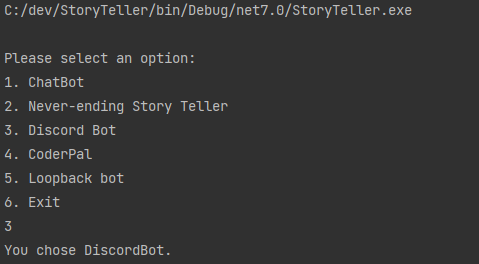 C:/dev/StoryTeller/bin/Debug/net7.0/StoryTeller.exe
Please select an option:
1. ChatBot
2. Never-ending Story Teller
3. Discord Bot
4. CoderPal
5. Loopback bot
6. Exit
3
You chose DiscordBot.